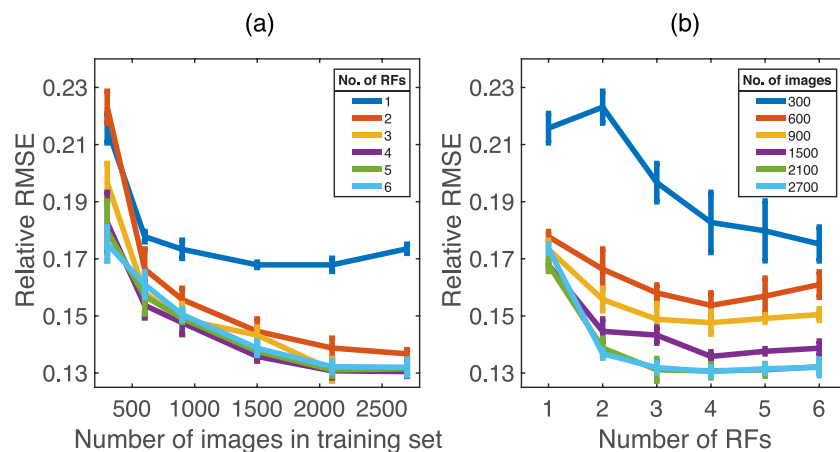 (a)
Relative RMSE
0.23
0.21
0.19
0.17
0.15
0.13
500 1000 1500 2000 2500
Number of images in training set
No. of RFs
1
2
3
4
5
6
(b)
Relative RMSE
0.23
0.21
0.19
0.17
0.15
0.13
1 2 3 4 5 6
Number of RFs
No. of images
300
600
900
1500
2100
2700